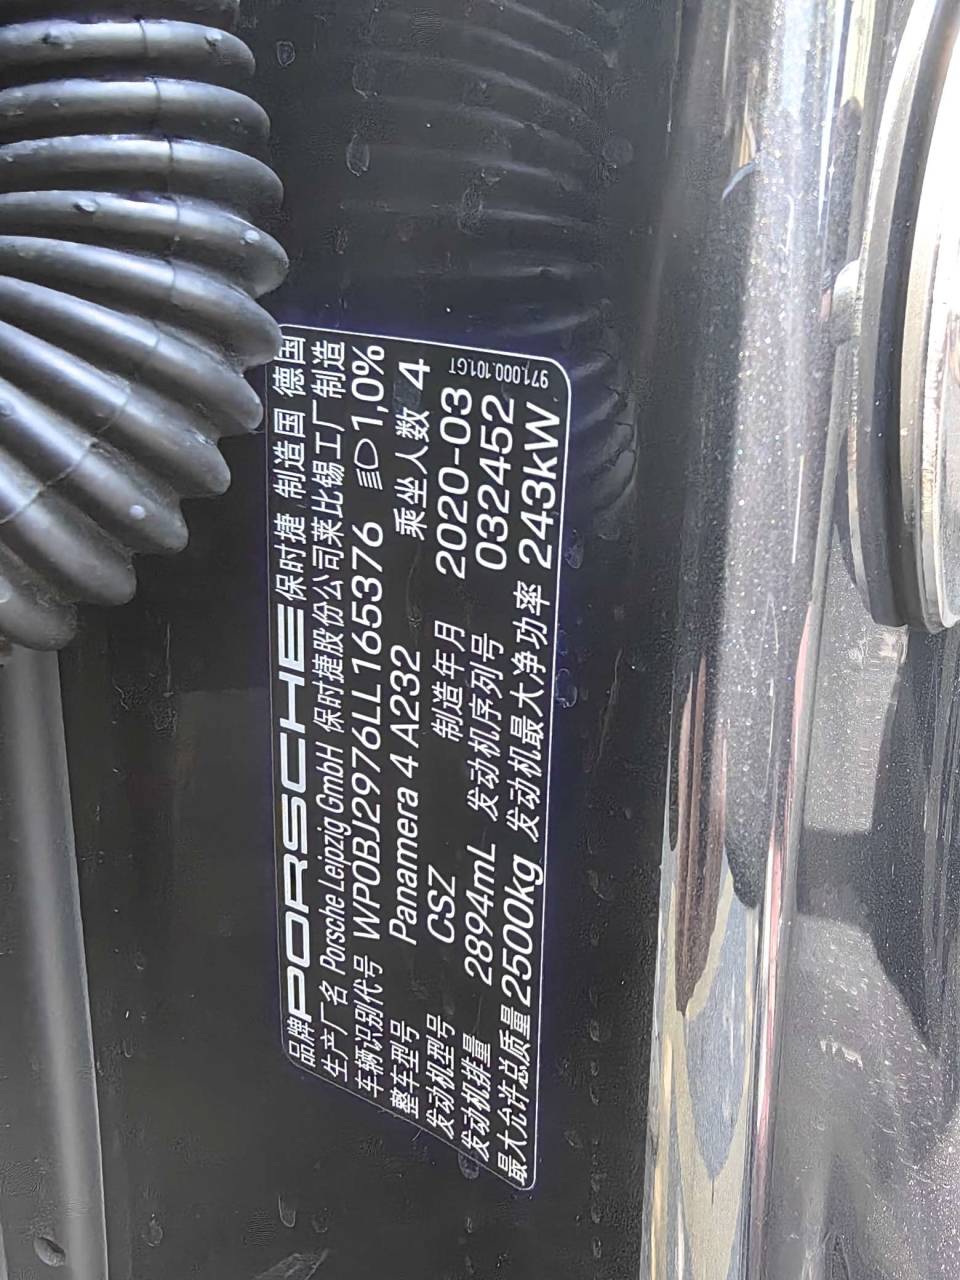 品牌 PORSCHE 保时捷 制造国 德国
生产厂名 Porsche Leipzig GmbH 保时捷股份公司莱比锡工厂制造
车辆识别代号 WP0BJ2976LL165376 1,0%
整车型号 Panamera 4 A232 乘坐人数 4
发动机型号 CSZ 制造年月 2020-03
发动机排量 2894mL 发动机序列号 032452
最大允许总质量 2500kg 发动机最大净功率 243kW
971.000.101.GT